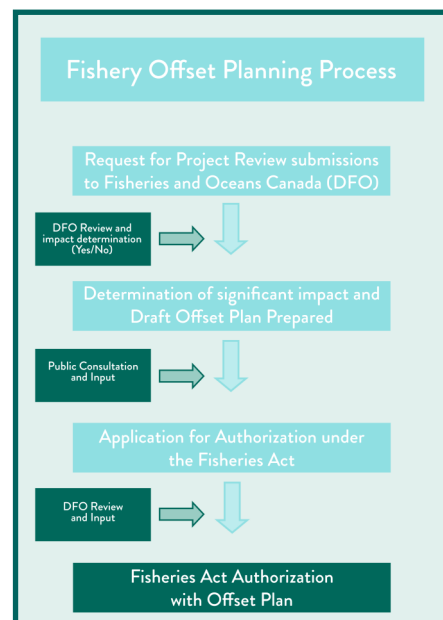 Fishery Offset Planning Process
Request for Project Review submissions
to Fisheries and Oceans Canada (DFO)
DFO Review and
impact determination
(Yes/No)
Determination of significant impact and
Draft Offset Plan Prepared
Public Consultation
and Input
Application for Authorization under
the Fisheries Act
DFO Review
and Input
Fisheries Act Authorization
with Offset Plan